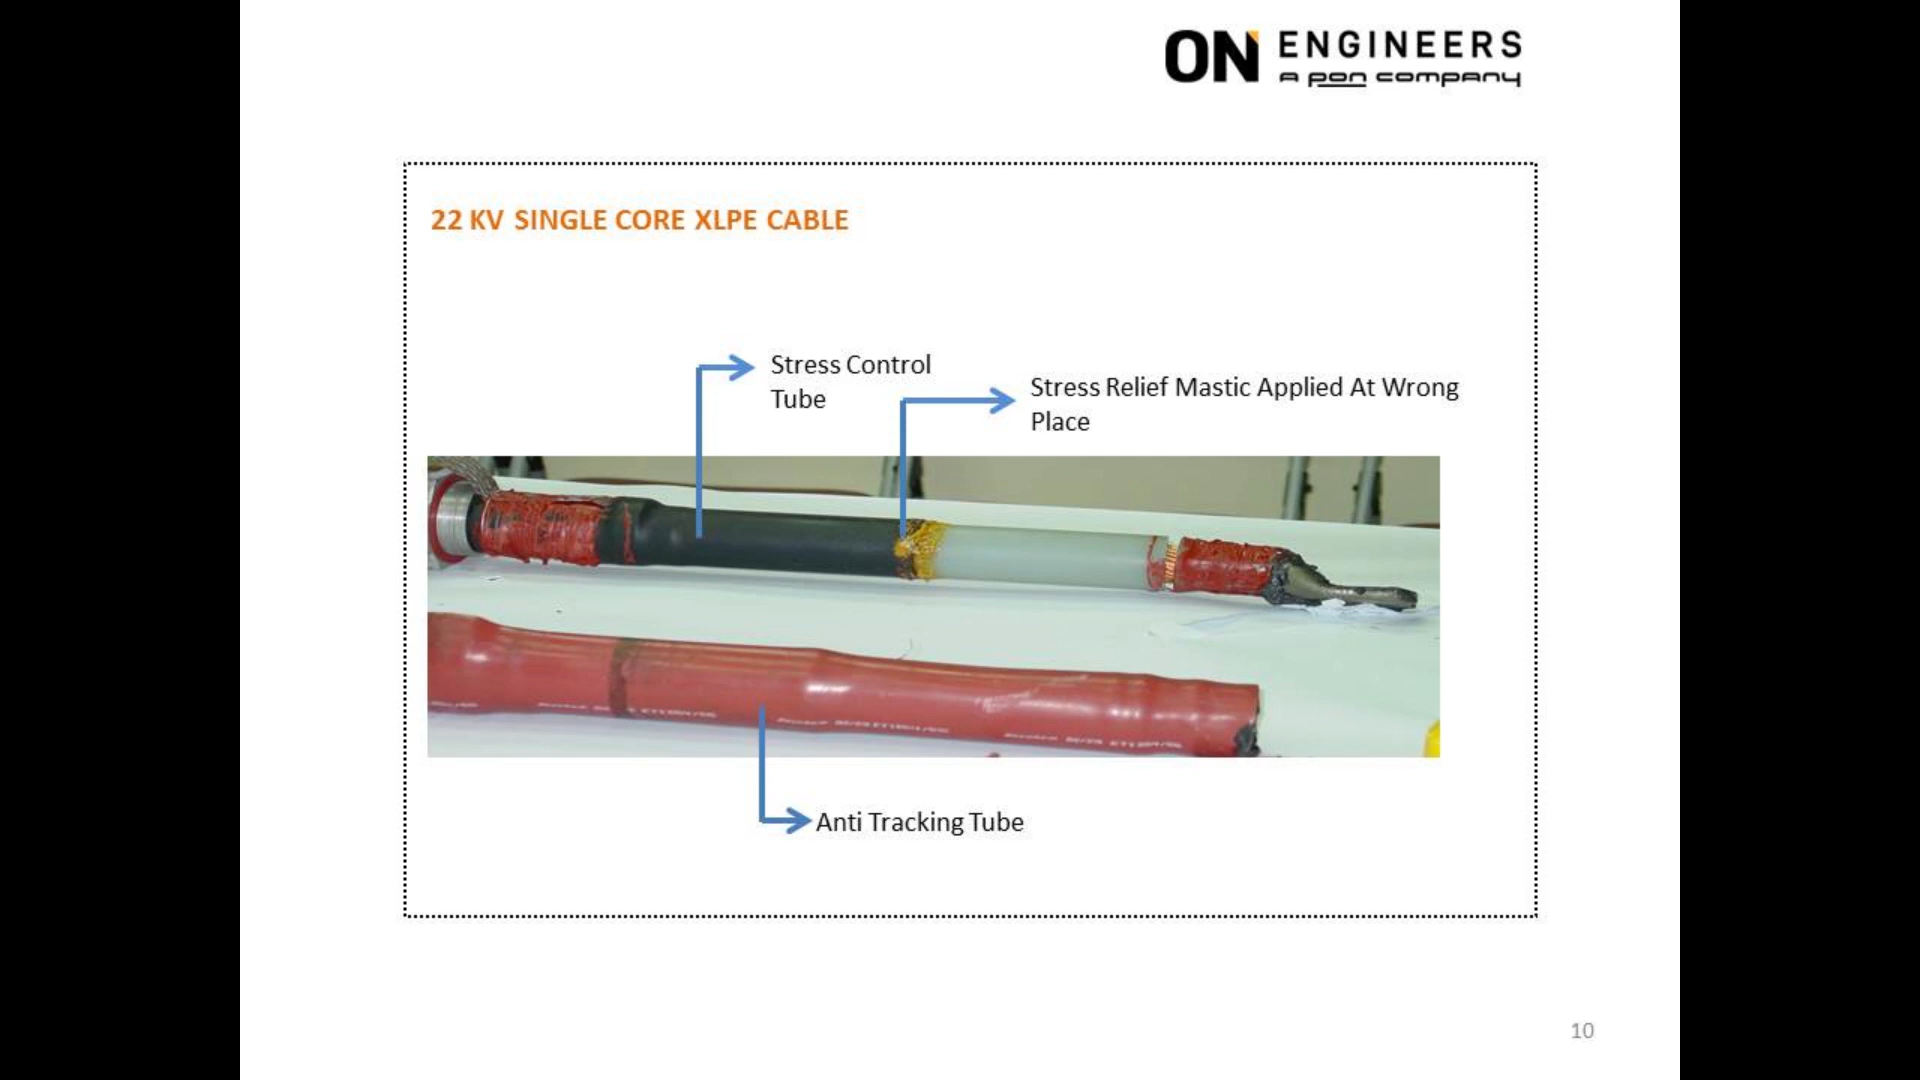 ON ENGINEERS
A pon company
22 KV SINGLE CORE XLPE CABLE
Stress Control
Tube
Stress Relief Mastic Applied At Wrong
Place
Anti Tracking Tube
10